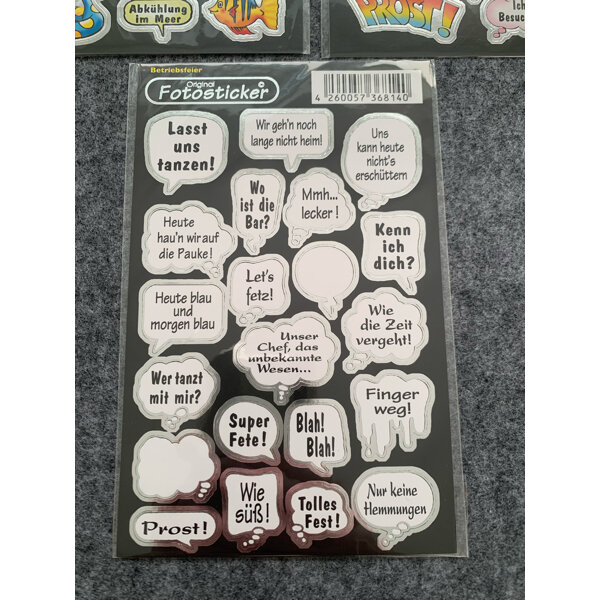 Abkühlung
im Meer
PROST!
Ich
Besuc
Betriebsfeier
Original
Fotosticker
4 260057 368140
Lasst
uns
tanzen!
Wir geh'n noch
lange nicht heim!
Uns
kann heute
nicht's
erschüttern
Wo
ist die
Bar?
Mmh...
lecker !
Heute
hau'n wir auf
die Pauke!
Kenn
ich
dich?
Let's
fetz!
Heute blau
und
morgen blau
Wie
die Zeit
vergeht!
Unser
Chef, das
unbekannte
Wesen...
Wer tanzt
mit mir?
Finger
weg!
Super
Fete!
Blah!
Blah!
Wie
süß!
Tolles
Fest!
Nur keine
Hemmungen
Prost!